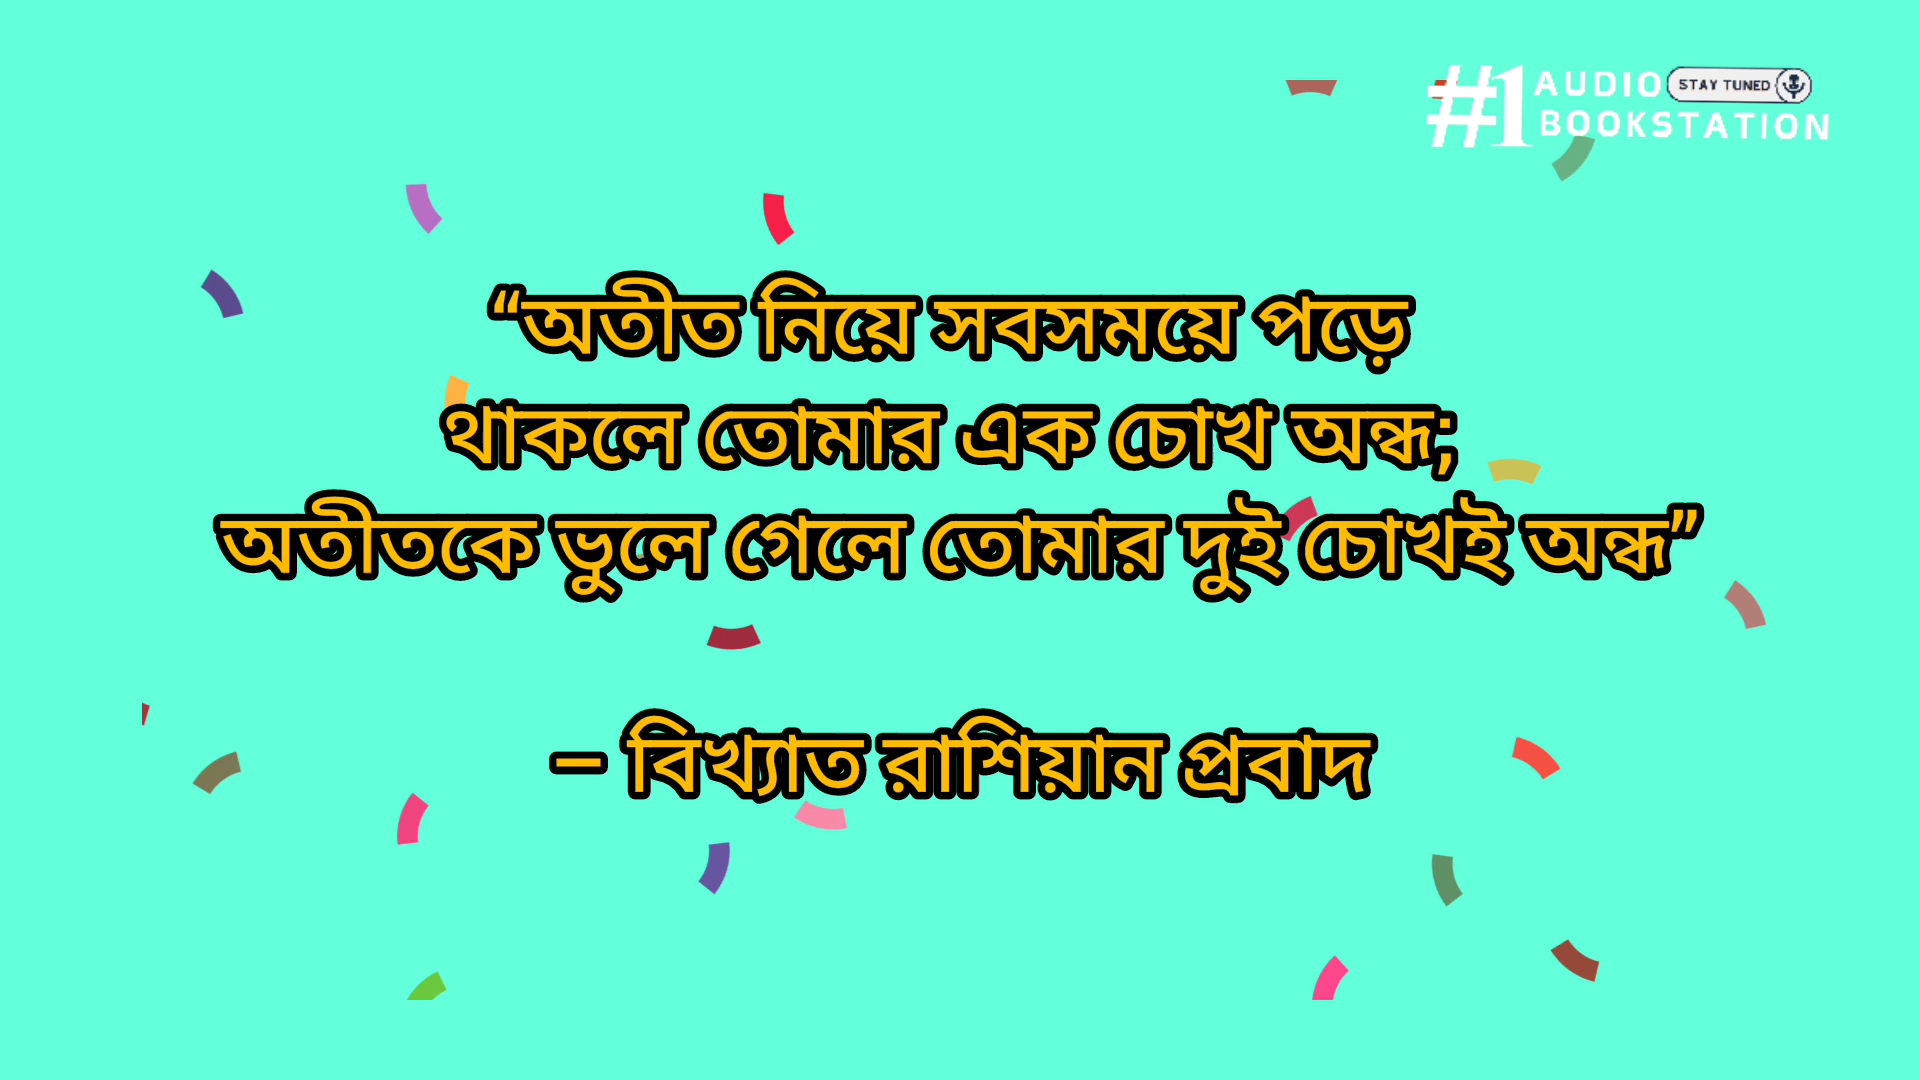 #1 AUDIO STAY TUNED
BOOKSTATION
“অতীত নিয়ে সবসময়ে পড়ে
থাকলে তোমার এক চোখ অন্ধ;
অতীতকে ভুলে গেলে তোমার দুই চোখই অন্ধ”
– বিখ্যাত রাশিয়ান প্রবাদ